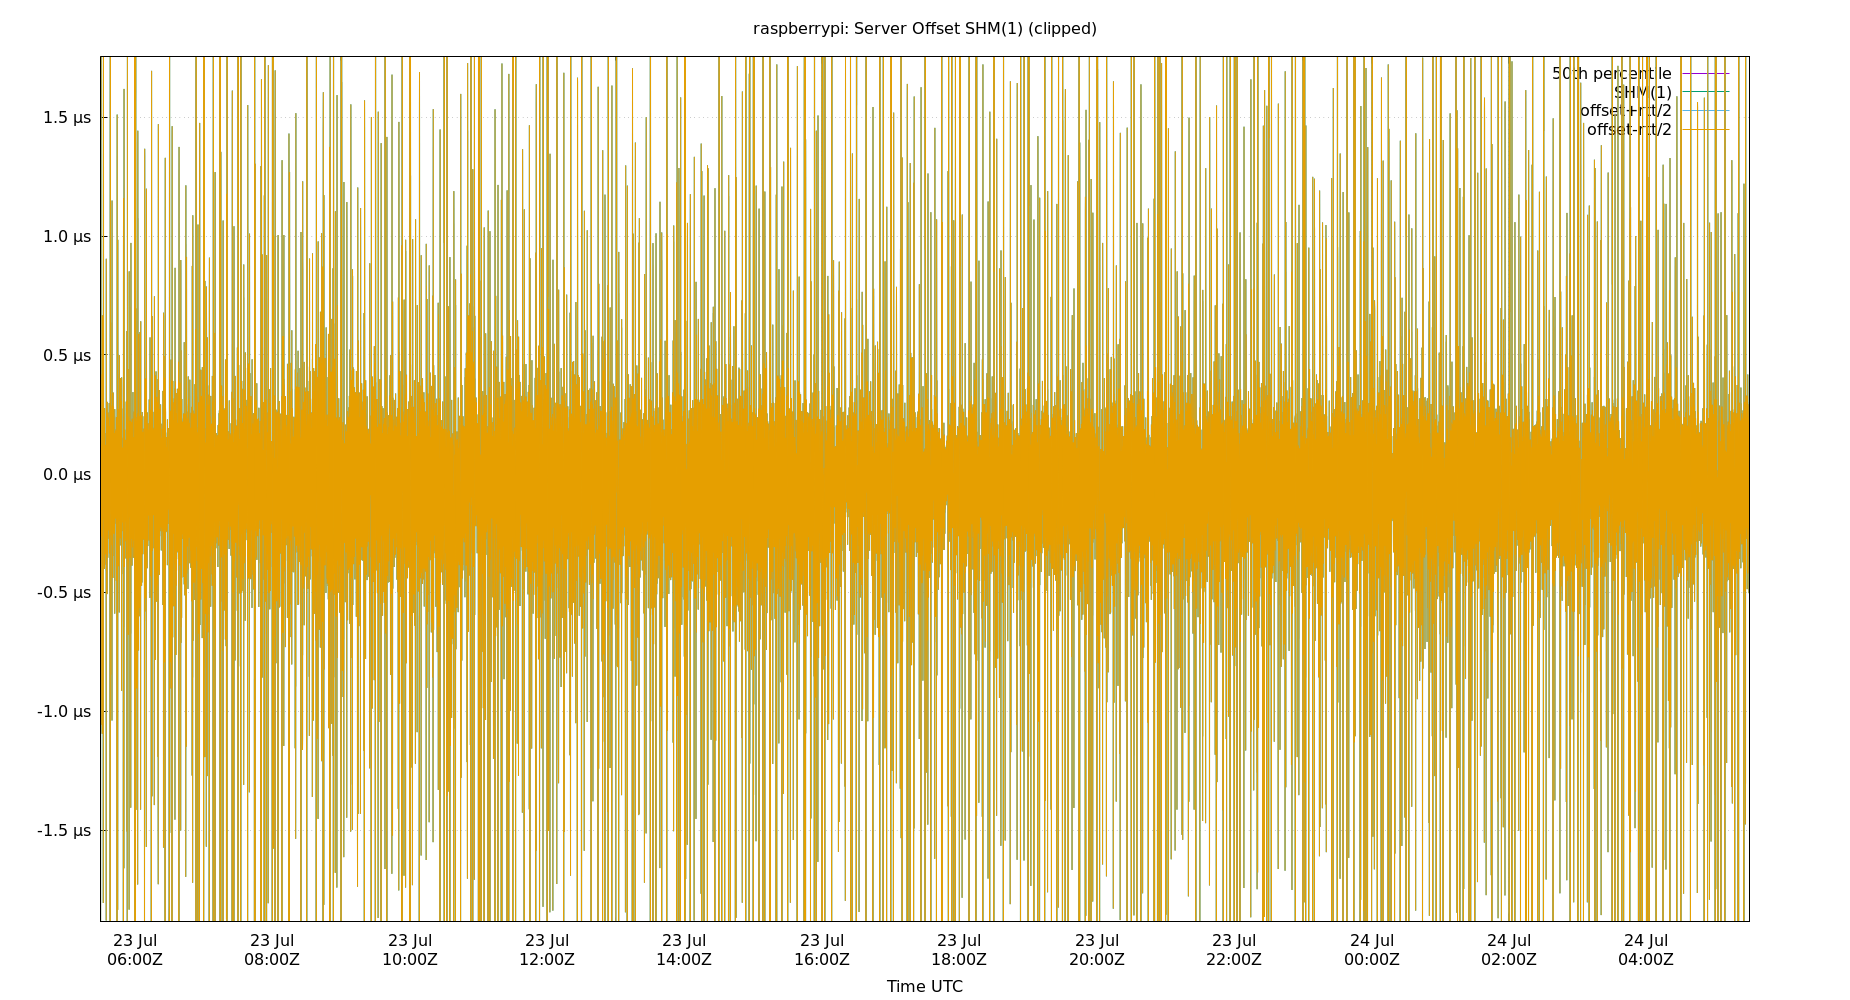 raspberrypi: Server Offset SHM(1) (clipped)
50th percentile
SHM(1)
offset+rtt/2
offset-rtt/2
1.5 µs
1.0 µs
0.5 µs
0.0 µs
-0.5 µs
-1.0 µs
-1.5 µs
23 Jul 23 Jul 23 Jul 23 Jul 23 Jul 23 Jul 23 Jul 23 Jul 23 Jul 24 Jul 24 Jul 24 Jul
06:00Z 08:00Z 10:00Z 12:00Z 14:00Z 16:00Z 18:00Z 20:00Z 22:00Z 00:00Z 02:00Z 04:00Z
Time UTC